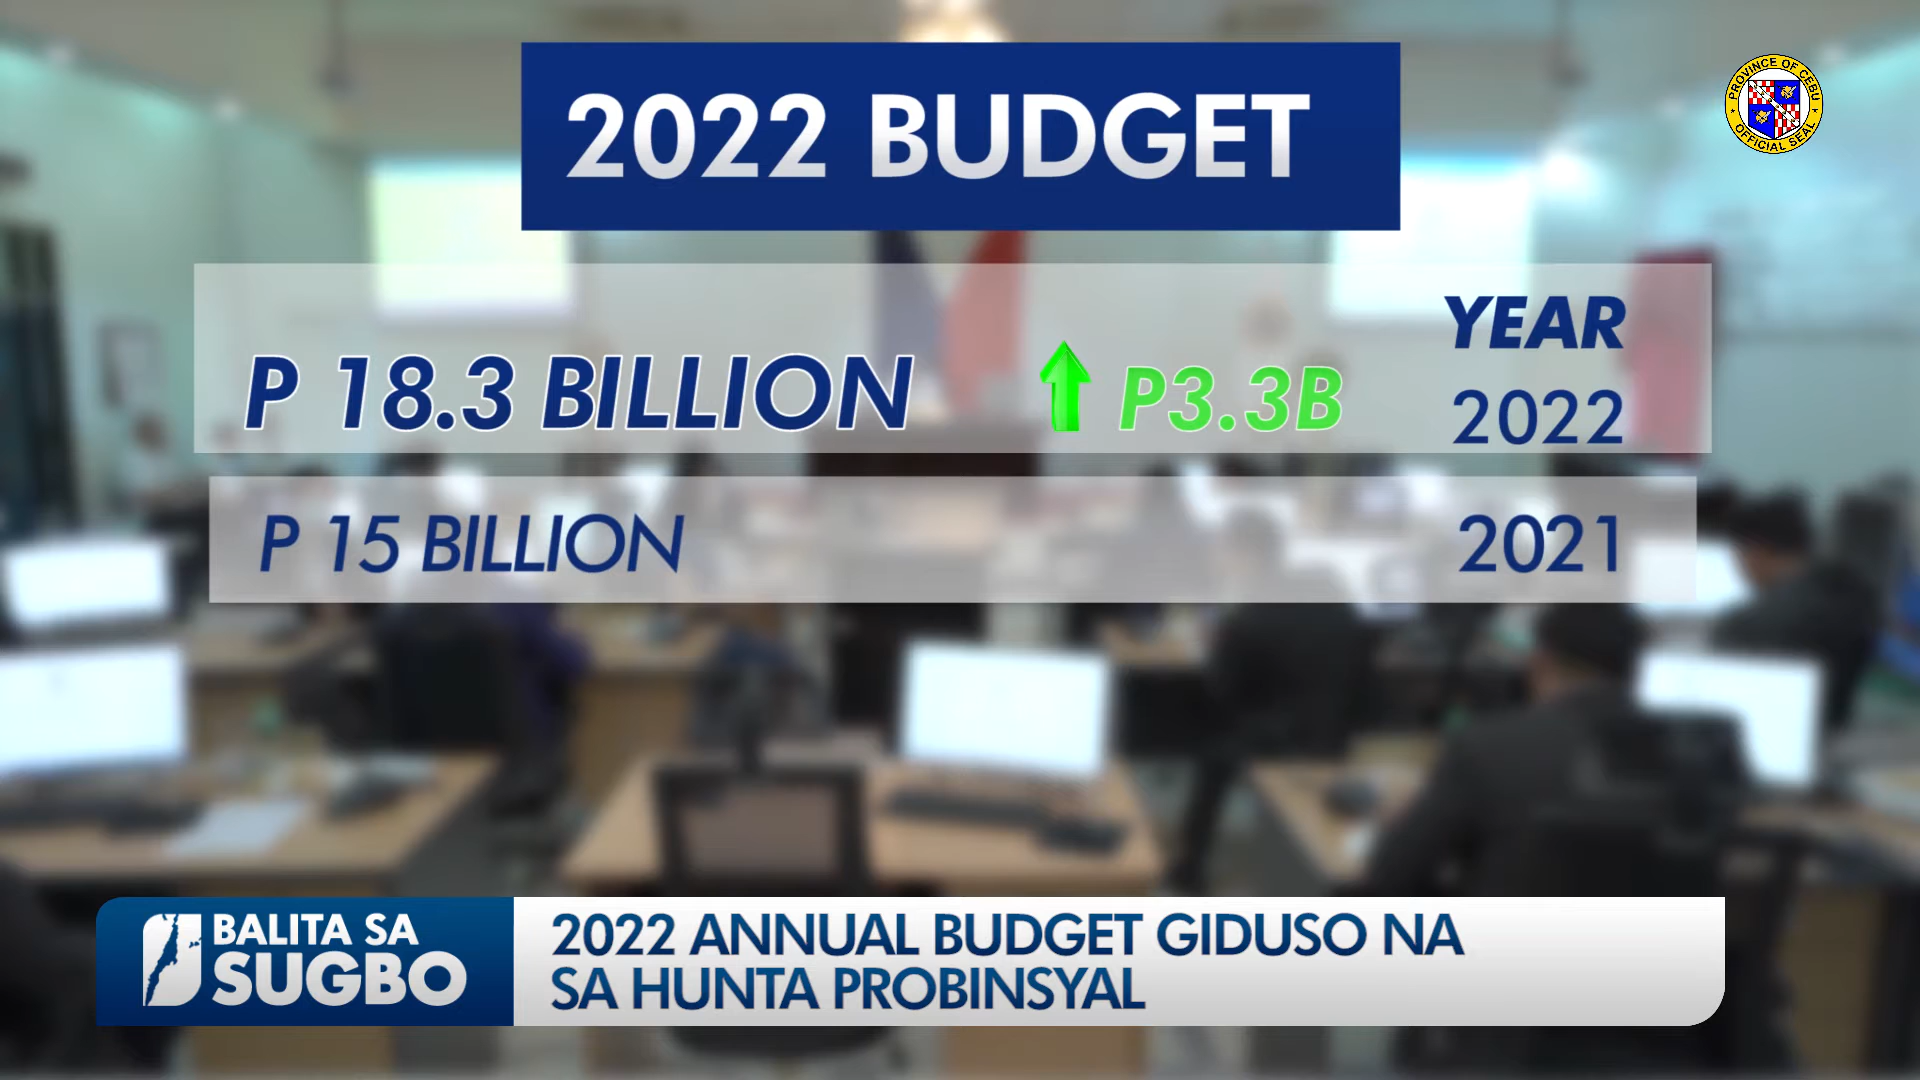 2022 BUDGET
PROVINCE OF CEBU
OFFICIAL SEAL
YEAR
P 18.3 BILLION P3.3B 2022
P 15 BILLION 2021
BALITA SA
SUGBO
2022 ANNUAL BUDGET GIDUSO NA
SA HUNTA PROBINSYAL